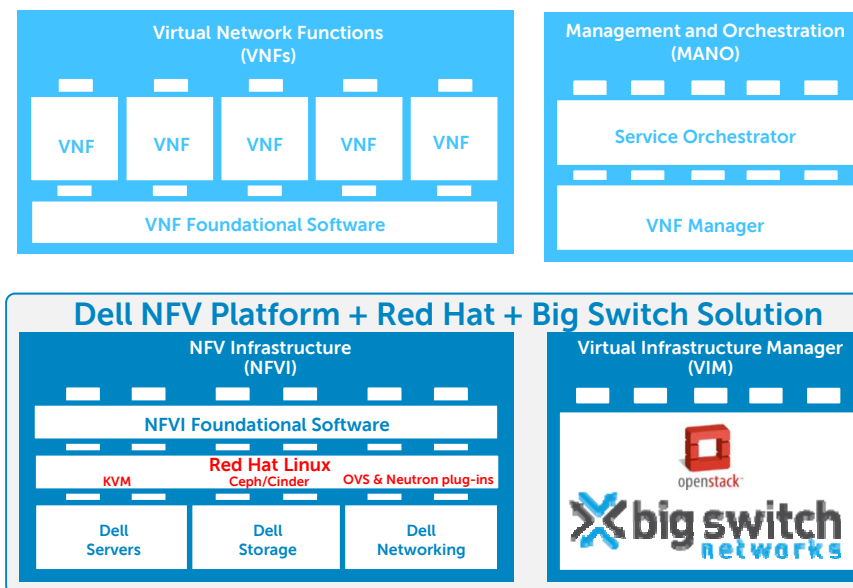 Virtual Network Functions
(VNFs)
VNF
VNF
VNF
VNF
VNF
VNF Foundational Software
Management and Orchestration
(MANO)
Service Orchestrator
VNF Manager
Dell NFV Platform + Red Hat + Big Switch Solution
NFV Infrastructure
(NFVI)
NFVI Foundational Software
Red Hat Linux
KVM
Ceph/Cinder
OVS & Neutron plug-ins
Dell
Servers
Dell
Storage
Dell
Networking
Virtual Infrastructure Manager
(VIM)
openstack
big switch
networks